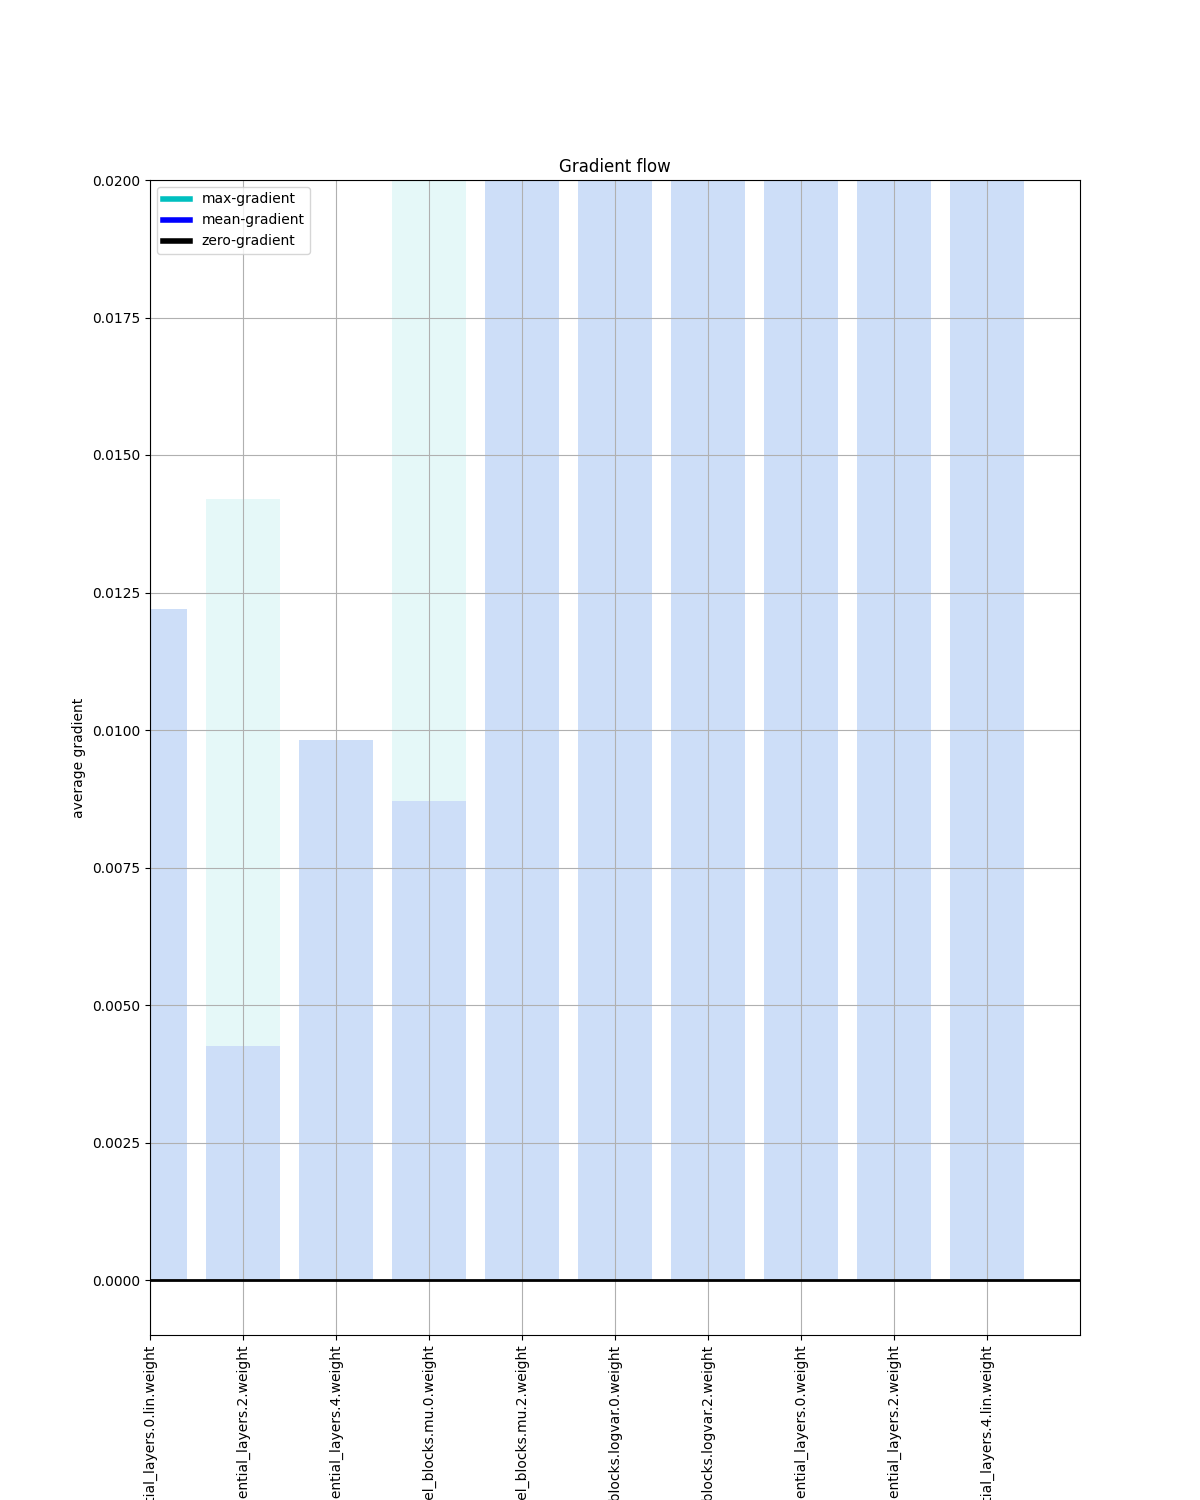 Gradient flow
max-gradient
mean-gradient
zero-gradient
0.0200
0.0175
0.0150
0.0125
0.0100
0.0075
0.0050
0.0025
0.0000
average gradient
tial_layers.0.lin.weight
ential_layers.2.weight
ential_layers.4.weight
el_blocks.mu.0.weight
el_blocks.mu.2.weight
blocks.logvar.0.weight
blocks.logvar.2.weight
ential_layers.0.weight
ential_layers.2.weight
tial_layers.4.lin.weight